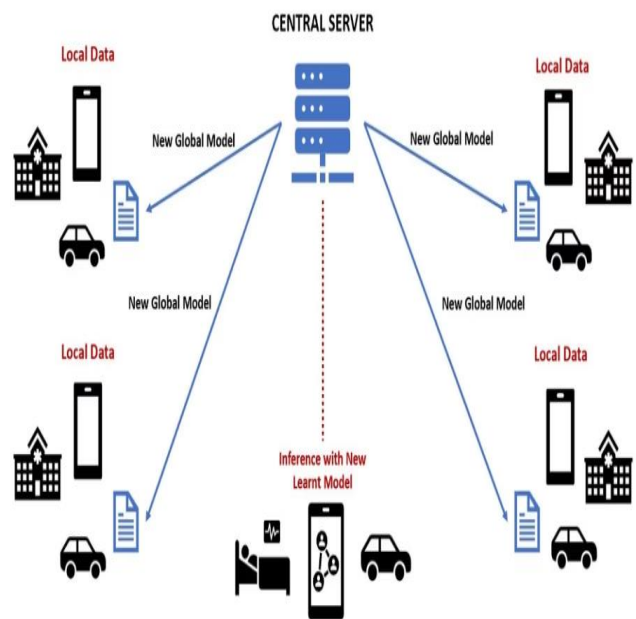 CENTRAL SERVER
Local Data
Local Data
New Global Model
New Global Model
New Global Model
New Global Model
Local Data
Local Data
Inference with New
Learnt Model